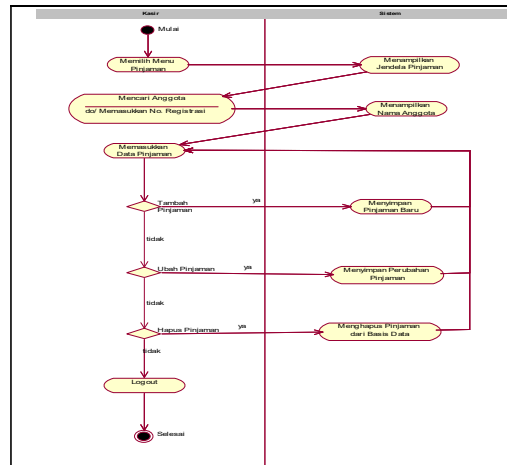 Kasir
Sistem
Mulai
Memilih Menu
Pinjaman
Menampilkan
Jendela Pinjaman
Mencari Anggota
do/ Memasukkan No. Registrasi
Menampilkan
Nama Anggota
Memasukkan
Data Pinjaman
Tambah
Pinjaman
ya
Menyimpan
Pinjaman Baru
tidak
Ubah Pinjaman
ya
Menyimpan Perubahan
Pinjaman
tidak
Hapus Pinjaman
ya
Menghapus Pinjaman
dari Basis Data
tidak
Logout
Selesai